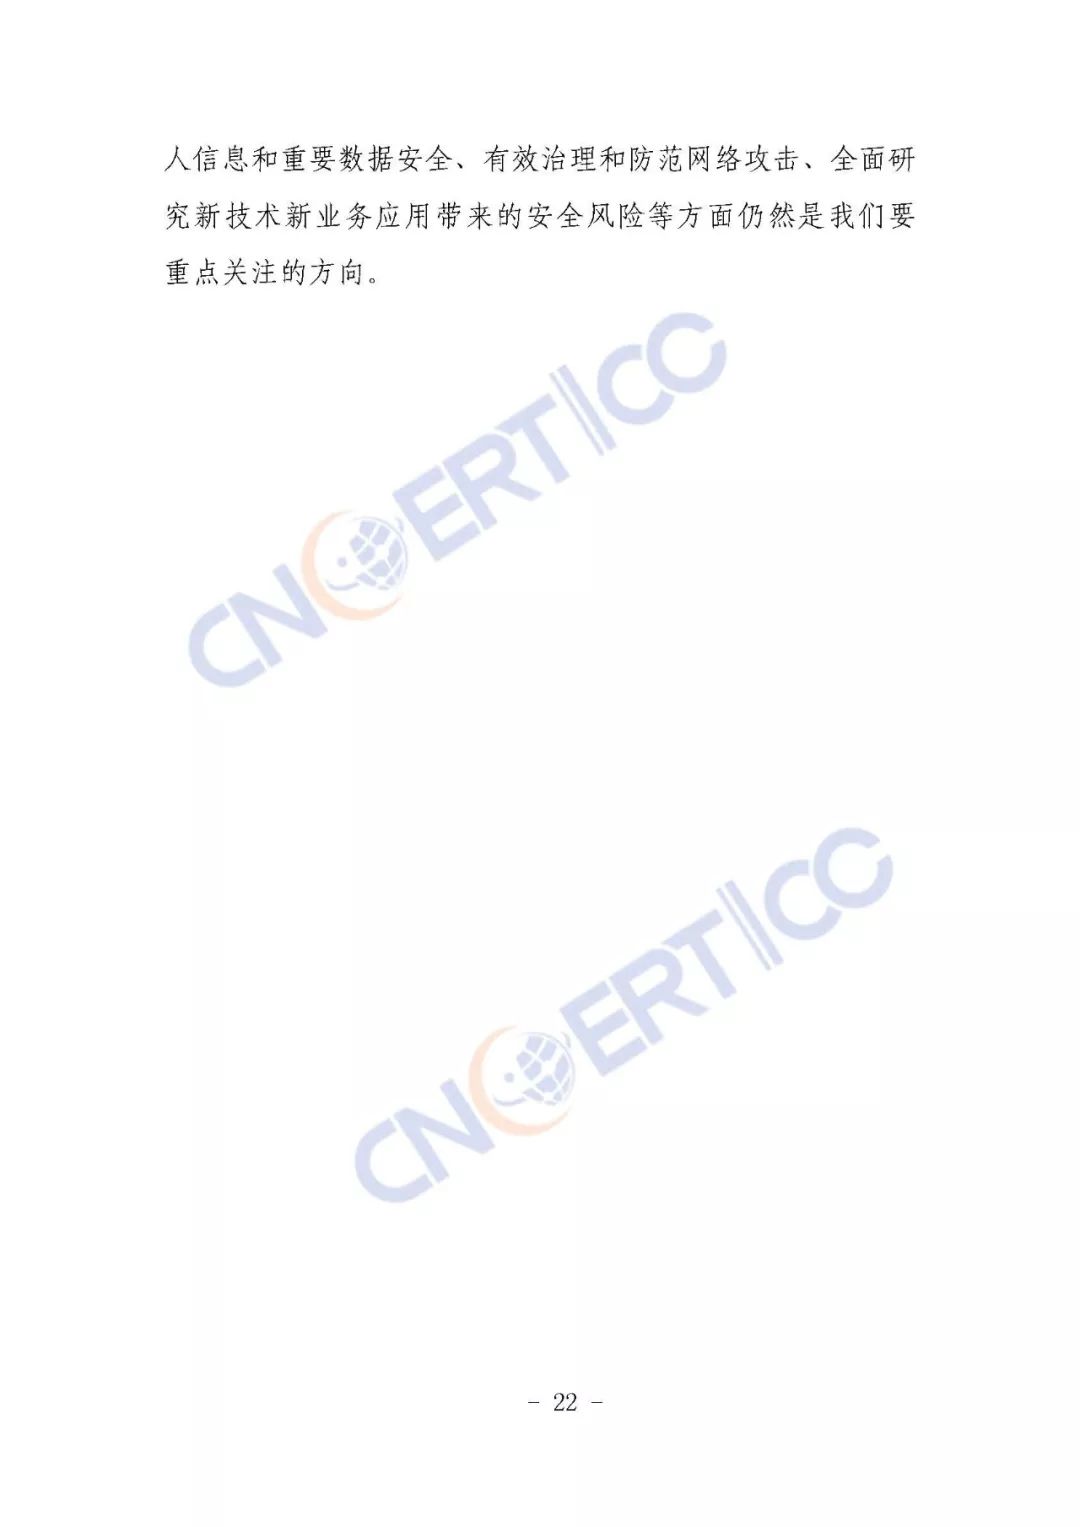 人信息和重要数据安全、有效治理和防范网络攻击、全面研
究新技术新业务应用带来的安全风险等方面仍然是我们要
重点关注的方向。
CNCERT/CC
CNCERT/CC
- 22 -